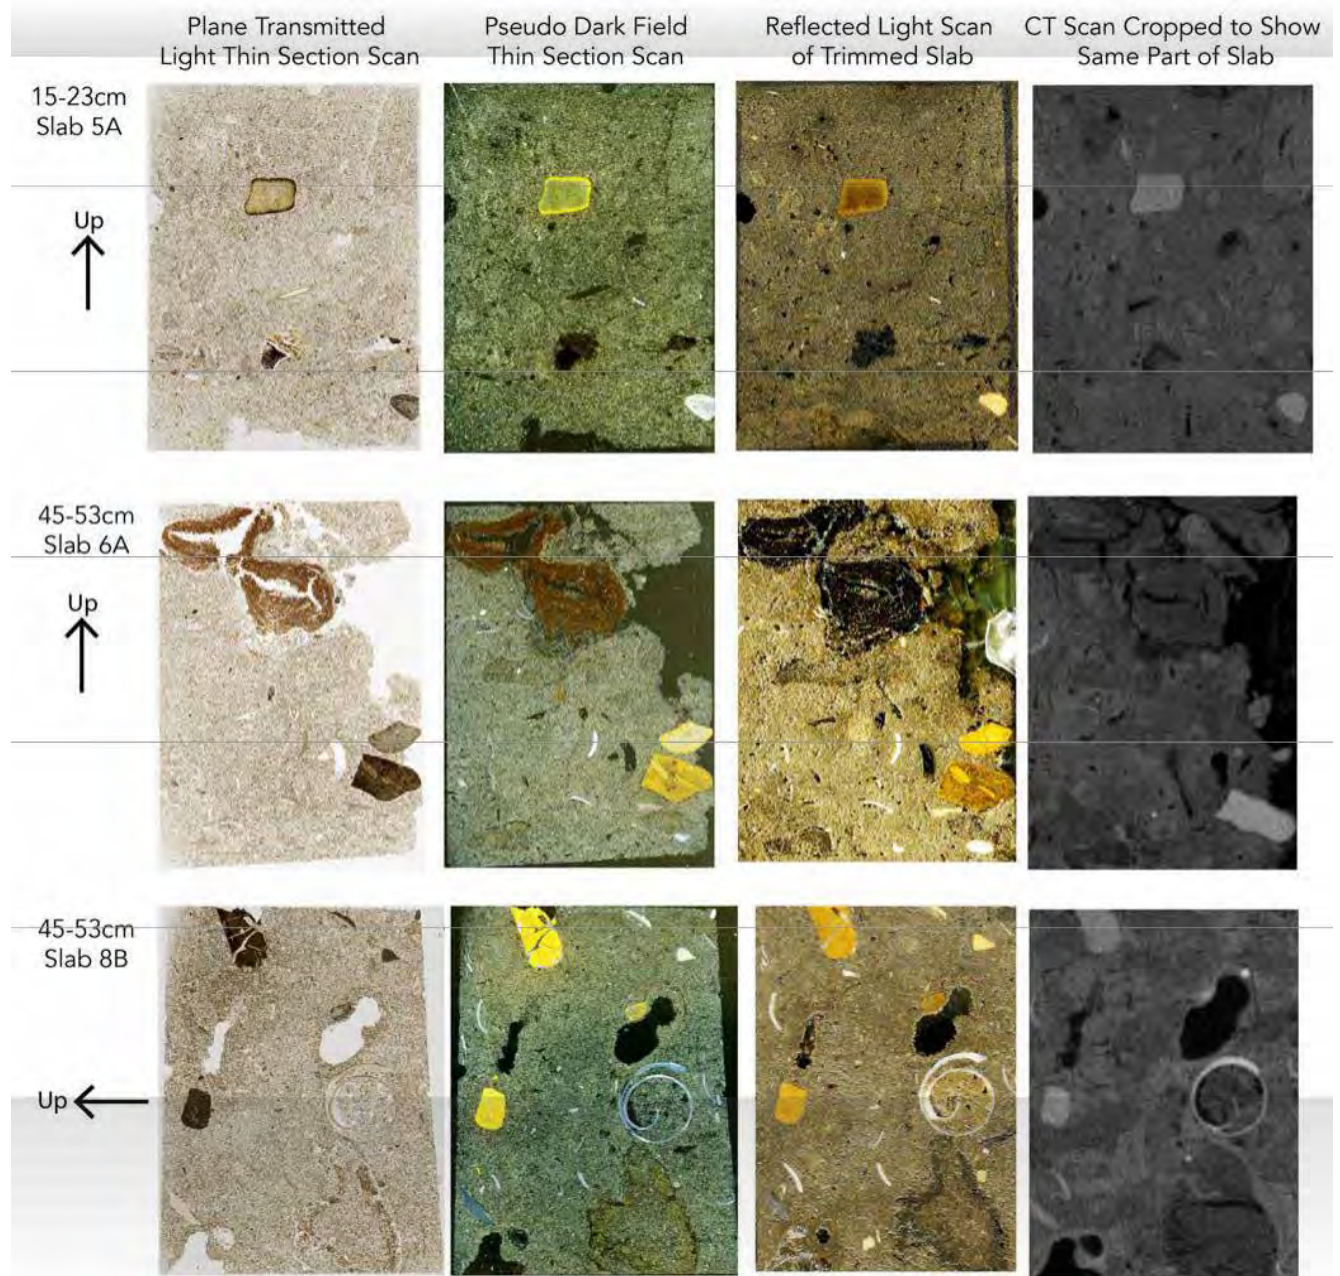 Plane Transmitted
Light Thin Section Scan
Pseudo Dark Field
Thin Section Scan
Reflected Light Scan
of Trimmed Slab
CT Scan Cropped to Show
Same Part of Slab
15-23cm
Slab 5A
Up
45-53cm
Slab 6A
Up
45-53cm
Slab 8B
Up